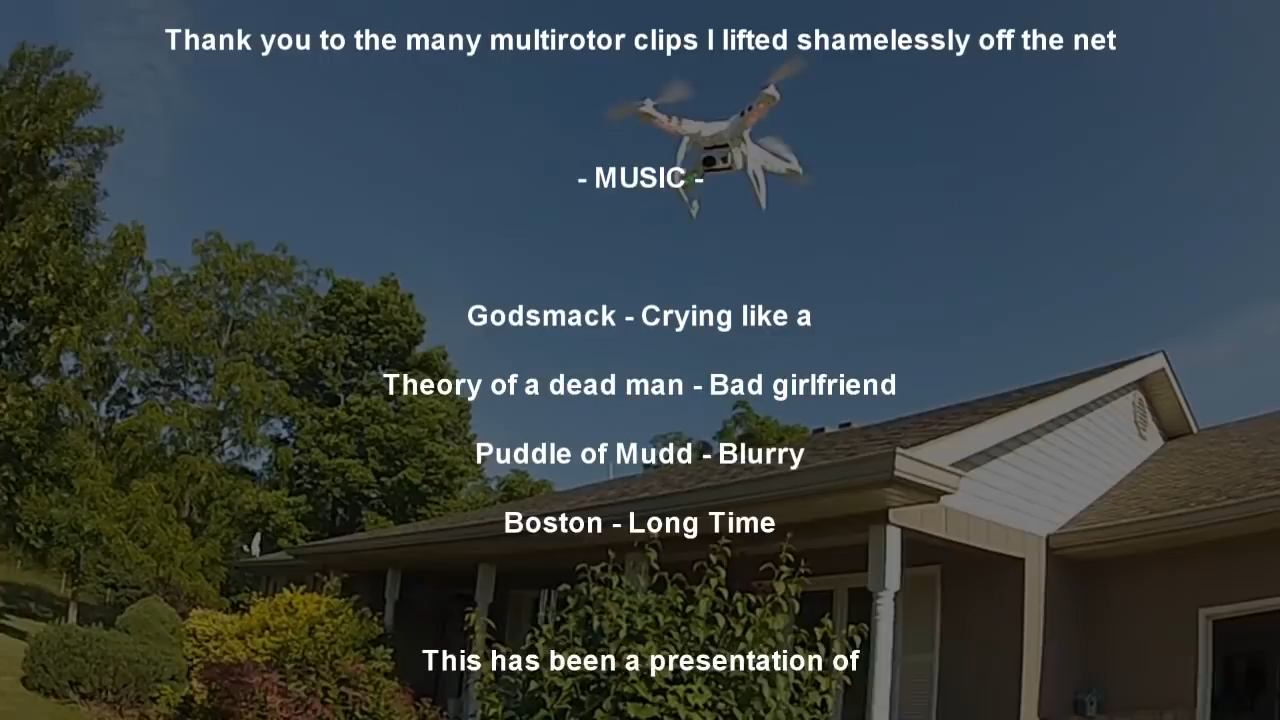 Thank you to the many multirotor clips I lifted shamelessly off the net
- MUSIC -
Godsmack - Crying like a
Theory of a dead man - Bad girlfriend
Puddle of Mudd - Blurry
Boston - Long Time
This has been a presentation of